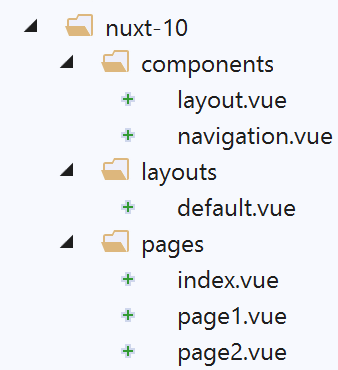 nuxt-10
components
layout.vue
navigation.vue
layouts
default.vue
pages
index.vue
page1.vue
page2.vue